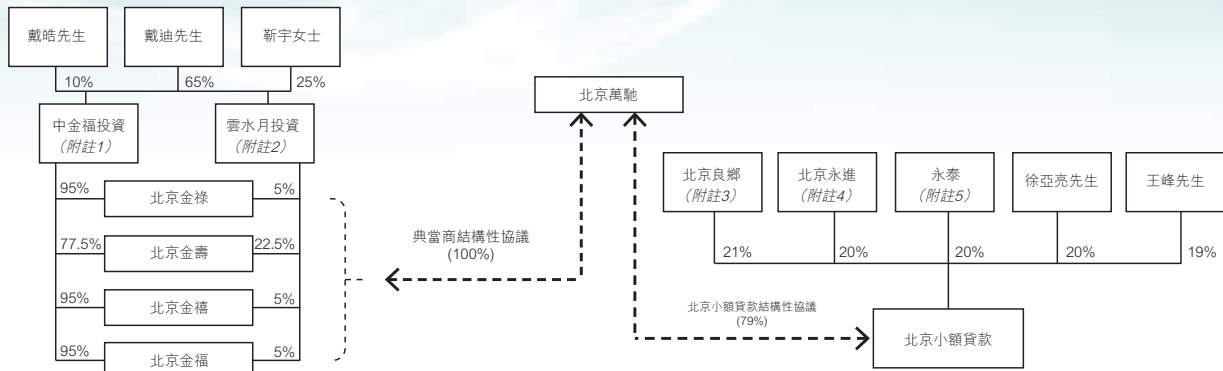 戴皓先生
戴迪先生
靳宇女士
10%
65%
25%
中金福投資
（附註1）
雲水月投資
（附註2）
95%
北京金祿
5%
77.5%
北京金壽
22.5%
95%
北京金禧
5%
95%
北京金福
5%
典當商結構性協議
(100%)
北京萬馳
北京良鄉
（附註3）
北京永進
（附註4）
永泰
（附註5）
徐亞亮先生
王峰先生
21%
20%
20%
20%
19%
北京小額貸款結構性協議
(79%)
北京小額貸款